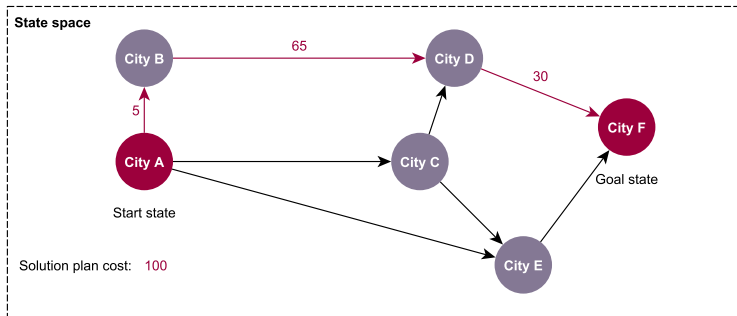 State space
65
City B
City D
30
5
City F
City A
City C
Goal state
Start state
City E
Solution plan cost: 100